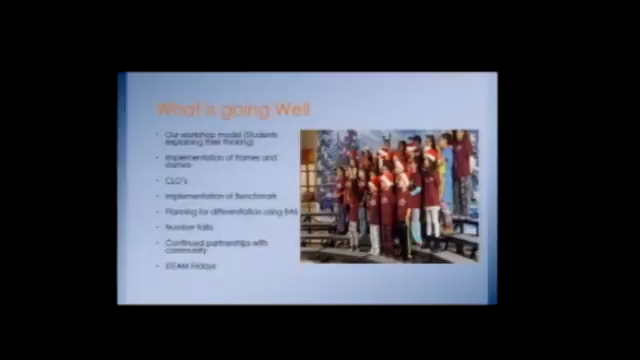 What is going Well
• Our workshop model (Students
explaining their thinking)
• Implementation of frames and
• CLO's
• Implementation of Benchmark
• Planning for differentiation using
• Number talks
• Continued partnerships with
community
• STEAM Fridays